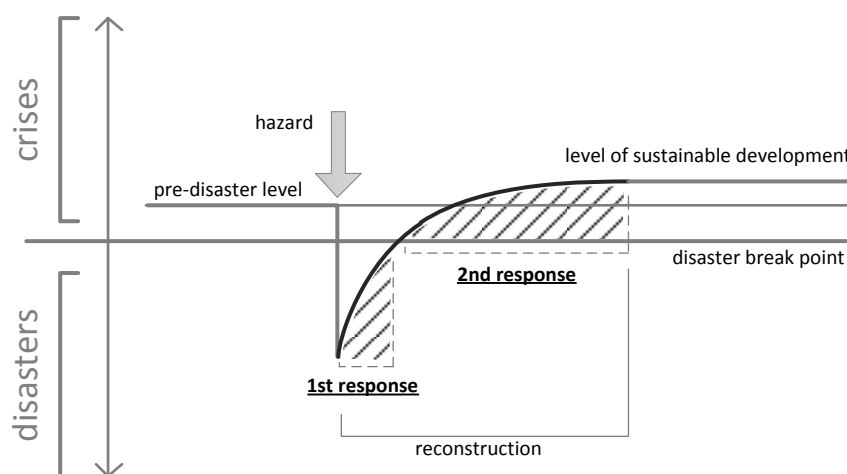 crises
hazard
level of sustainable development
pre-disaster level
disaster break point
2nd response
disasters
1st response
reconstruction